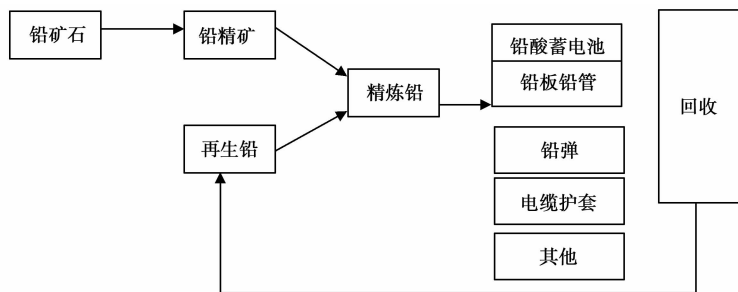 铅矿石
铅精矿
再生铅
精炼铅
铅酸蓄电池
铅板铅管
铅弹
电缆护套
其他
回收